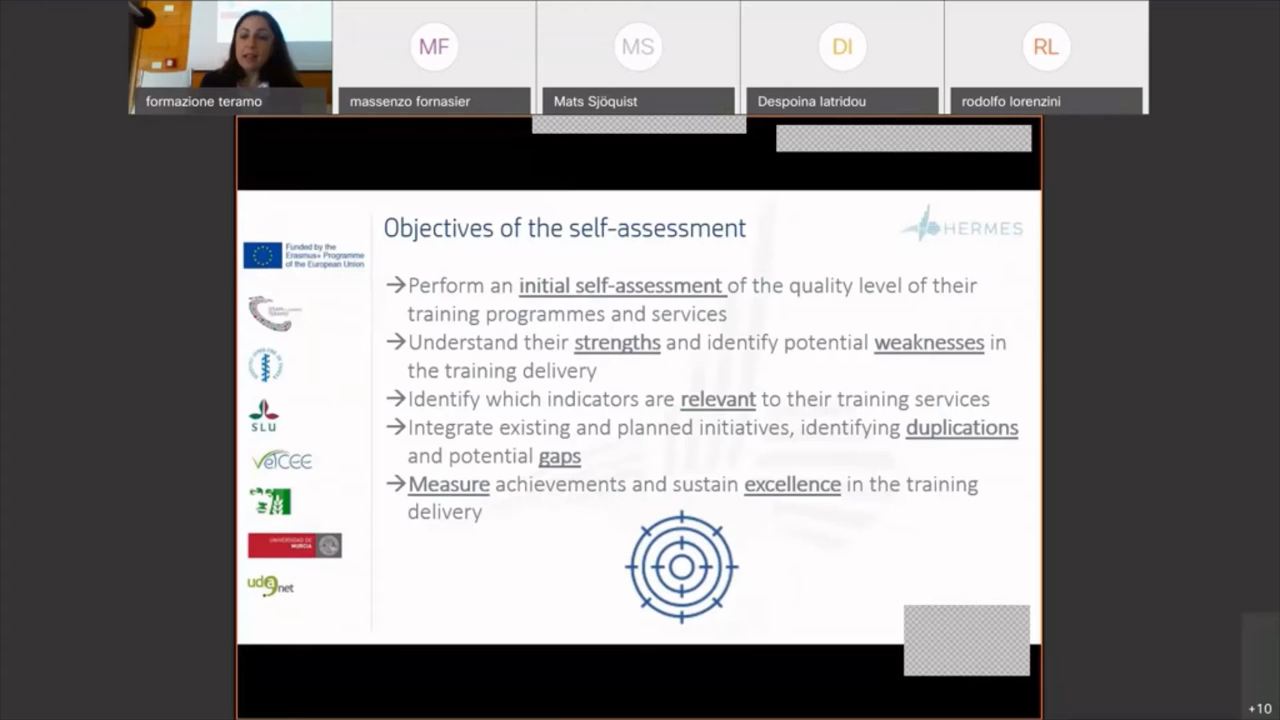 MF
MS
DI
RL
formazione teramo
massenzo fornasier
Mats Sjöquist
Despoina Iatridou
rodolfo lorenzini
Objectives of the self-assessment
HERMES
Funded by the
Erasmus+ Programme
of the European Union
→Perform an initial self-assessment of the quality level of their
training programmes and services
→Understand their strengths and identify potential weaknesses in
the training delivery
→Identify which indicators are relevant to their training services
→Integrate existing and planned initiatives, identifying duplications
and potential gaps
→Measure achievements and sustain excellence in the training
delivery
SLU
VetCEE
UNIVERSIDAD DE
MURCIA
udanet
+10